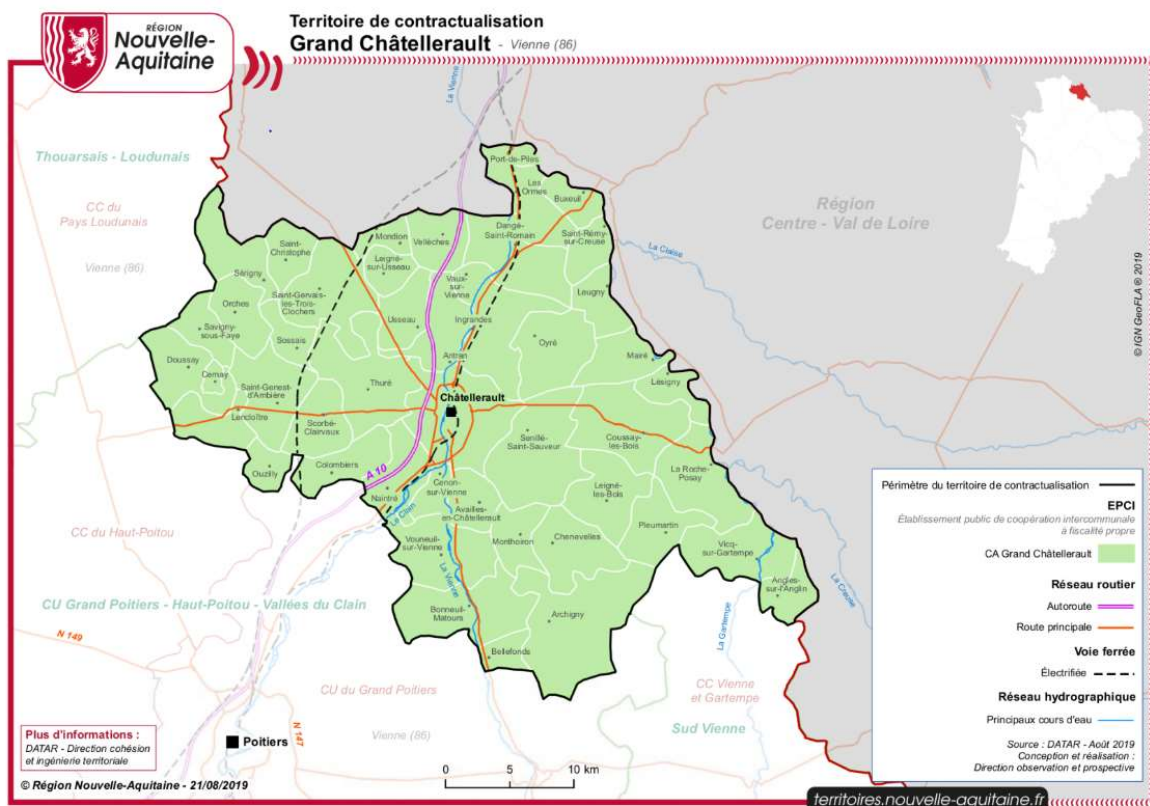 RÉGION
Nouvelle-
Aquitaine
Territoire de contractualisation
Grand Châtellerault - Vienne (86)
La Vienne
Thouarsais - Loudunais
CC du
Pays Loudunais
Vienne (86)
Région
Centre - Val de Loire
La Claise
© IGN GeoFLA ® 2019
Port-de-Piles
Les
Ormes
Buxeuil
Dangé-
Saint-Romain
Saint-Rémy-
sur-Creuse
Mondion
Vellèches
Saint-
Christophe
Leigné-
sur-Usseau
Sérigny
Vaux-
sur-
Vienne
Leugny
Saint-Gervais-
les-Trois-
Clochers
Orches
Usseau
Ingrandes
Savigny-
sous-Faye
Sossais
Oyré
Antran
Mairé
Doussay
Cernay
Lésigny
Thuré
Saint-Genest-
d'Ambière
Châtellerault
Lencloître
Scorbé-
Clairvaux
Senillé-
Saint-Sauveur
Coussay-
les-Bois
Ouzilly
Colombiers
A 10
La Roche-
Posay
Naintré
Cenon-
sur-Vienne
Leigné-
les-Bois
Le Clain
Availles-
en-Châtellerault
Pleumartin
Vouneuil-
sur-Vienne
Monthoiron
Chenevelles
Vicq-
sur-Gartempe
La Vienne
Angles-
sur-l'Anglin
Bonneuil-
Matours
Archigny
Bellefonds
La Creuse
La Gartempe
CC du Haut-Poitou
CU Grand Poitiers - Haut-Poitou - Vallées du Clain
N 149
CU du Grand Poitiers
Vienne (86)
CC Vienne
et Gartempe
Sud Vienne
N 147
Poitiers
Périmètre du territoire de contractualisation
EPCI
Établissement public de coopération intercommunale
à fiscalité propre
CA Grand Châtellerault
Réseau routier
Autoroute
Route principale
Voie ferrée
Électrifiée
Réseau hydrographique
Principaux cours d'eau
Source : DATAR - Août 2019
Conception et réalisation :
Direction observation et prospective
Plus d'informations :
DATAR - Direction cohésion
et ingénierie territoriale
© Région Nouvelle-Aquitaine - 21/08/2019
0 5 10 km
territoires.nouvelle-aquitaine.fr